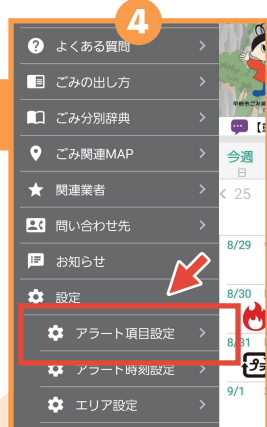 4
よくある質問
ごみの出し方
ごみ分別辞典
ごみ関連MAP
関連業者
問い合わせ先
お知らせ
設定
アラート項目設定
アラート時刻設定
エリア設定
今週
日
25
8/29
8/30
8/31
9/1